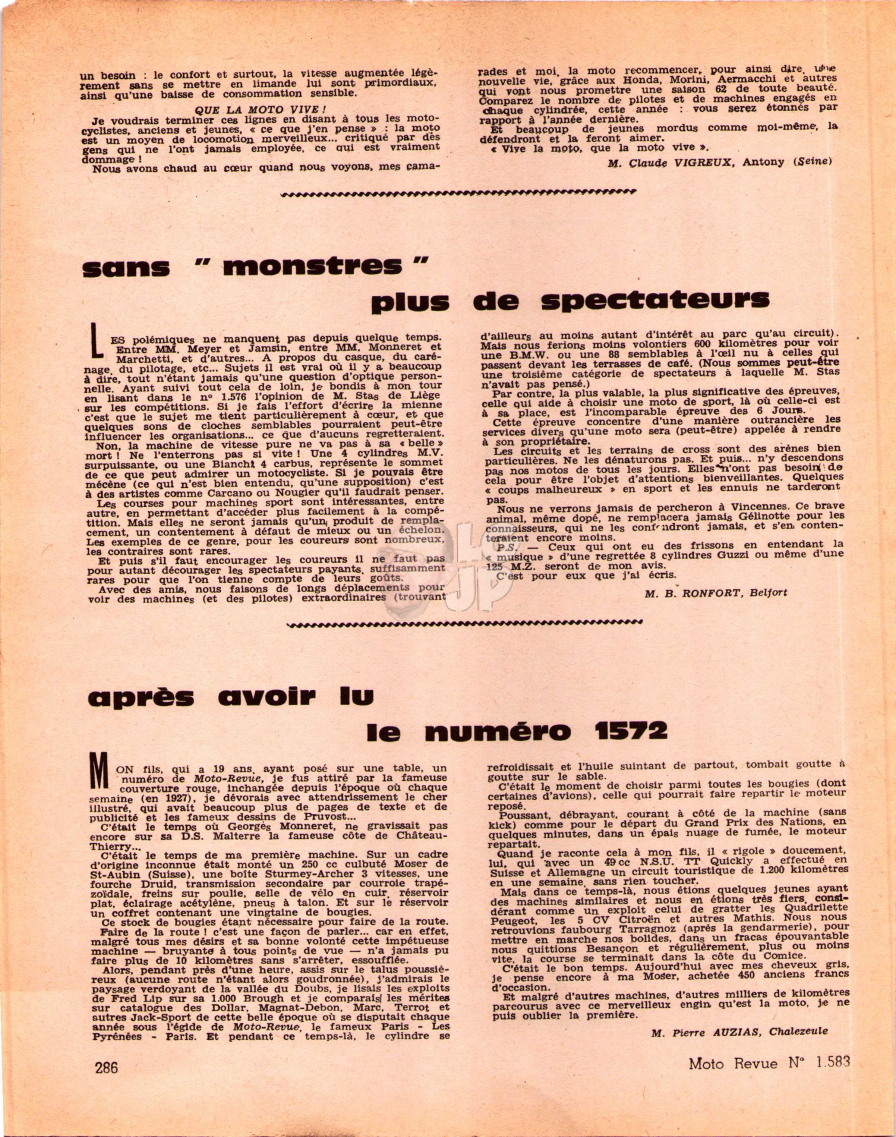 un besoin : le confort et surtout, la vitesse augmentée légè-
rement sans se mettre en limande lui sont primordiaux,
ainsi qu'une baisse de consommation sensible.
QUE LA MOTO VIVE !
Je voudrais terminer ces lignes en disant à tous les moto-
cyclistes, anciens et jeunes, « ce que j'en pense » : la moto
est un moyen de locomotion merveilleux... critiqué par des
gens qui ne l'ont jamais employée, ce qui est vraiment
dommage !
Nous avons chaud au cœur quand nous voyons, mes cama-
rades et moi, la moto recommencer, pour ainsi dire, une
nouvelle vie, grâce aux Honda, Morini, Aermacchi et autres
qui vont nous promettre une saison 62 de toute beauté.
Comparez le nombre de pilotes et de machines engagés en
chaque cylindrée, cette année : vous serez étonnés par
rapport à l'année dernière.
Et beaucoup de jeunes mordus comme moi-même, la
défendront et la feront aimer.
« Vive la moto, que la moto vive ».
M. Claude VIGREUX, Antony (Seine)
sans " monstres "
plus de spectateurs
LES polémiques ne manquent pas depuis quelque temps.
Entre MM. Meyer et Jamsin, entre MM. Monneret et
Marchetti, et d'autres... A propos du casque, du caré-
nage, du pilotage, etc... Sujets il est vrai où il y a beaucoup
à dire, tout n'étant jamais qu'une question d'optique person-
nelle. Ayant suivi tout cela de loin, je bondis à mon tour
en lisant dans le n° 1.576 l'opinion de M. Stas de Liège
sur les compétitions. Si je fais l'effort d'écrire la mienne
c'est que le sujet me tient particulièrement à cœur, et que
quelques sons de cloches semblables pourraient peut-être
influencer les organisations... ce que d'aucuns regretteraient.
Non, la machine de vitesse pure ne va pas à sa « belle »
mort ! Ne l'enterrons pas si vite ! Une 4 cylindres M.V.
surpuissante, ou une Bianchi 4 carbus, représente le sommet
de ce que peut admirer un motocycliste. Si je pouvais être
mécène (ce qui n'est bien entendu, qu'une supposition) c'est
à des artistes comme Carcano ou Nougier qu'il faudrait penser.
Les courses pour machine sport sont intéressantes, entre
autre, en permettant d'accéder plus facilement à la compé-
tition. Mais elles ne seront jamais qu'un produit de rempla-
cement, un contentement à défaut de mieux ou un échelon.
Les exemples de ce genre, pour les coureurs sont nombreux,
les contraires sont rares.
Et puis s'il faut encourager les coureurs il ne faut pas
pour autant décourager les spectateurs payants, suffisamment
rares pour que l'on tienne compte de leurs goûts.
Avec des amis, nous faisons de longs déplacements pour
voir des machines (et des pilotes) extraordinaires (trouvant
d'ailleurs au moins autant d'intérêt au parc qu'au circuit).
Mais nous ferions moins volontiers 600 kilomètres pour voir
une B.M.W. ou une 88 semblables à l'œil nu à celles qui
passent devant les terrasses de café. (Nous sommes peut-être
une troisième catégorie de spectateurs à laquelle M. Stas
n'avait pas pensé.)
Par contre, la plus valable, la plus significative des épreuves,
celle qui aide à choisir une moto de sport, là où celle-ci est
à sa place, est l'incomparable épreuve des 6 Jours.
Cette épreuve concentre d'une manière outrancière les
services divers qu'une moto sera (peut-être) appelée à rendre
à son propriétaire.
Les circuits et les terrains de cross sont des arènes bien
particulières. Ne les dénaturons pas. Et puis... n'y descendons
pas nos motos de tous les jours. Elles n'ont pas besoin de
cela pour être l'objet d'attentions bienveillantes. Quelques
« coups malheureux » en sport et les ennuis ne tarderont
pas.
Nous ne verrons jamais de percheron à Vincennes. Ce brave
animal, même dopé, ne remplacera jamais Gélinotte pour les
connaisseurs, qui ne les confondront jamais, et s'en conten-
teraient encore moins.
P.S. — Ceux qui ont eu des frissons en entendant la
« musique » d'une regrettée 8 cylindres Guzzi ou même d'une
125 M.Z. seront de mon avis.
C'est pour eux que j'ai écris.
M. B. RONFORT, Belfort
après avoir lu
le numéro 1572
MON fils, qui a 19 ans, ayant posé sur une table, un
numéro de Moto-Revue, je fus attiré par la fameuse
couverture rouge, inchangée depuis l'époque où chaque
semaine (en 1927), je dévorais avec attendrissement le cher
illustré, qui avait beaucoup plus de pages de texte et de
publicité et les fameux dessins de Pruvost...
C'était le temps où Georges Monneret, ne gravissait pas
encore sur sa D.S. Malterre la fameuse côte de Château-
Thierry...
C'était le temps de ma première machine. Sur un cadre
d'origine inconnue était monté un 250 cc culbuté Moser de
St-Aubin (Suisse), une boîte Sturmey-Archer 3 vitesses, une
fourche Druid, transmission secondaire par courroie trapé-
zoïdale, freins sur poulie, selle de vélo en cuir, réservoir
plat, éclairage acétylène, pneus à talon. Et sur le réservoir
un coffret contenant une vingtaine de bougies.
Ce stock de bougies étant nécessaire pour faire de la route.
Faire de la route ! c'est une façon de parler... car en effet,
malgré tous mes désirs et sa bonne volonté cette impétueuse
machine — bruyante à tous points de vue — n'a jamais pu
faire plus de 10 kilomètres sans s'arrêter, essoufflée.
Alors, pendant près d'une heure, assis sur le talus poussié-
reux (aucune route n'étant alors goudronnée), j'admirais le
paysage verdoyant de la vallée du Doubs, je lisais les exploits
de Fred Lip sur sa 1.000 Brough et je comparais les mérites
sur catalogue des Dollar, Magnat-Debon, Marc, Terrot et
autres Jack-Sport de cette belle époque où se disputait chaque
année sous l'égide de Moto-Revue, le fameux Paris - Les
Pyrénées - Paris. Et pendant ce temps-là, le cylindre se
refroidissait et l'huile suintant de partout, tombait goutte à
goutte sur le sable.
C'était le moment de choisir parmi toutes les bougies (dont
certaines d'avions), celle qui pourrait faire repartir le moteur
reposé.
Poussant, débrayant, courant à côté de la machine (sans
kick) comme pour le départ du Grand Prix des Nations, en
quelques minutes, dans un épais nuage de fumée, le moteur
repartait.
Quand je raconte cela à mon fils, il « rigole » doucement,
lui, qui avec un 49 cc N.S.U. TT Quickly a effectué en
Suisse et Allemagne un circuit touristique de 1.200 kilomètres
en une semaine, sans rien toucher.
Mais dans ce temps-là, nous étions quelques jeunes ayant
des machines similaires et nous en étions très fiers, consi-
dérant comme un exploit celui de gratter les Quadrilette
Peugeot, les 5 CV Citroën et autres Mathis. Nous nous
retrouvions faubourg Tarragnoz (après la gendarmerie), pour
mettre en marche nos bolides, dans un fracas épouvantable
nous quittions Besançon et régulièrement, plus ou moins
vite, la course se terminait dans la côte du Comice.
C'était le bon temps. Aujourd'hui avec mes cheveux gris,
je pense encore à ma Moser, achetée 450 anciens francs
d'occasion.
Et malgré d'autres machines, d'autres milliers de kilomètres
parcourus avec ce merveilleux engin qu'est la moto, je ne
puis oublier la première.
M. Pierre AUZIAS, Chalezeule
286
Moto Revue N° 1.583